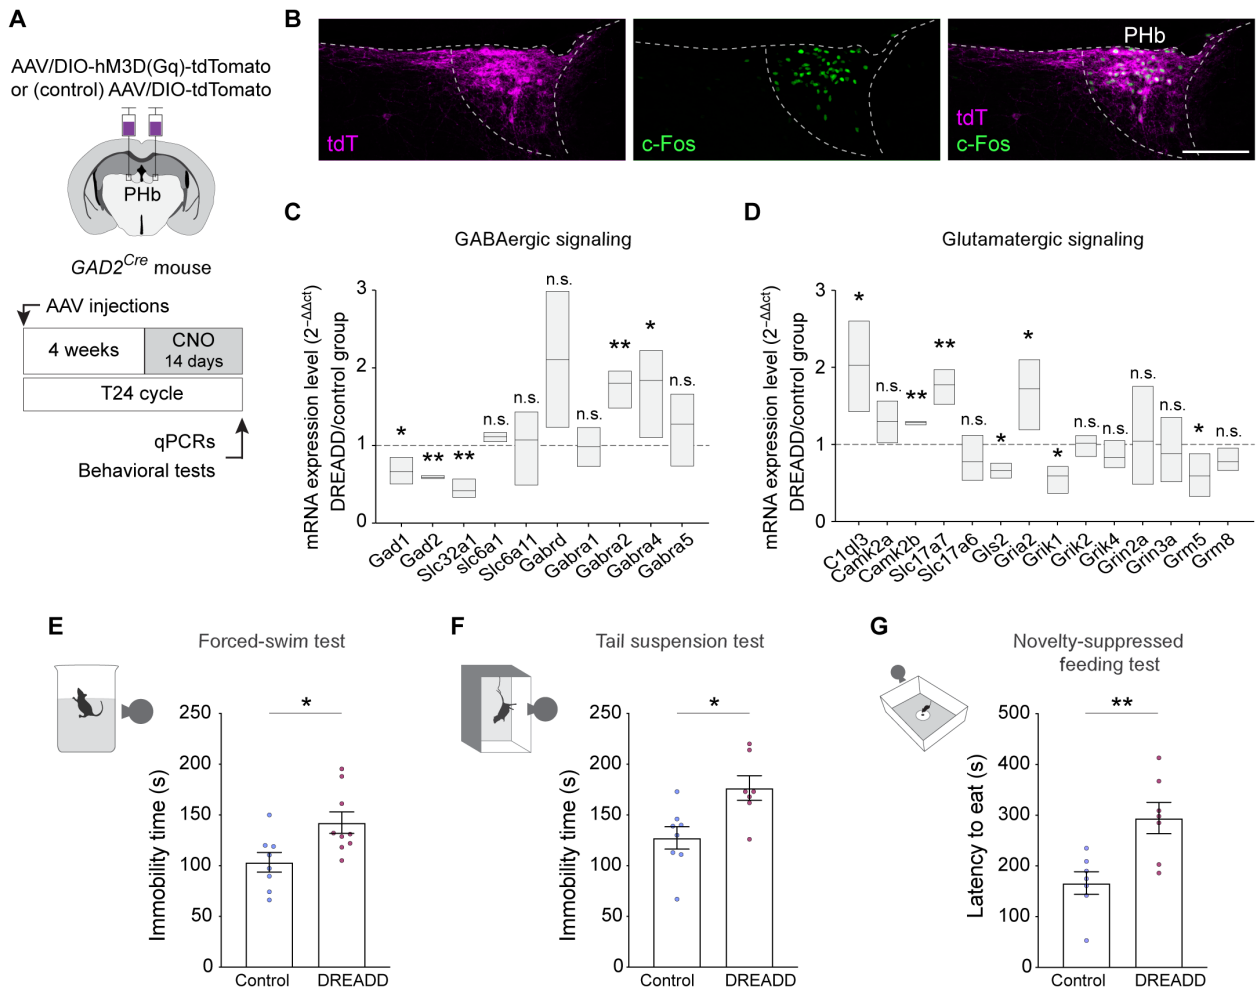 A
AAV/DIO-hM3D(Gq)-tdTomato
or (control) AAV/DIO-tdTomato
PHb
GAD2Cre mouse
AAV injections
4 weeks
CNO
14 days
T24 cycle
qPCRs
Behavioral tests
B
tdT
c-Fos
PHb
tdT
c-Fos
C
GABAergic signaling
mRNA expression level (2−ΔΔct)
DREADD/control group
3
2
1
0
*
**
**
n.s.
n.s.
n.s.
n.s.
**
*
n.s.
Gad1
Gad2
Slc32a1
slc6a1
Slc6a11
Gabrd
Gabra1
Gabra2
Gabra4
Gabra5
D
Glutamatergic signaling
mRNA expression level (2−ΔΔct)
DREADD/control group
3
2
1
0
*
n.s.
**
**
n.s.
*
*
*
n.s.
n.s.
n.s.
n.s.
*
n.s.
C1ql3
Camk2a
Camk2b
Slc17a7
Slc17a6
Gls2
Gria2
Grik1
Grik2
Grik4
Grin2a
Grin3a
Grm5
Grm8
E
Forced-swim test
*
Immobility time (s)
250
200
150
100
50
0
Control
DREADD
F
Tail suspension test
*
Immobility time (s)
250
200
150
100
50
0
Control
DREADD
G
Novelty-suppressed
feeding test
**
Latency to eat (s)
500
400
300
200
100
0
Control
DREADD